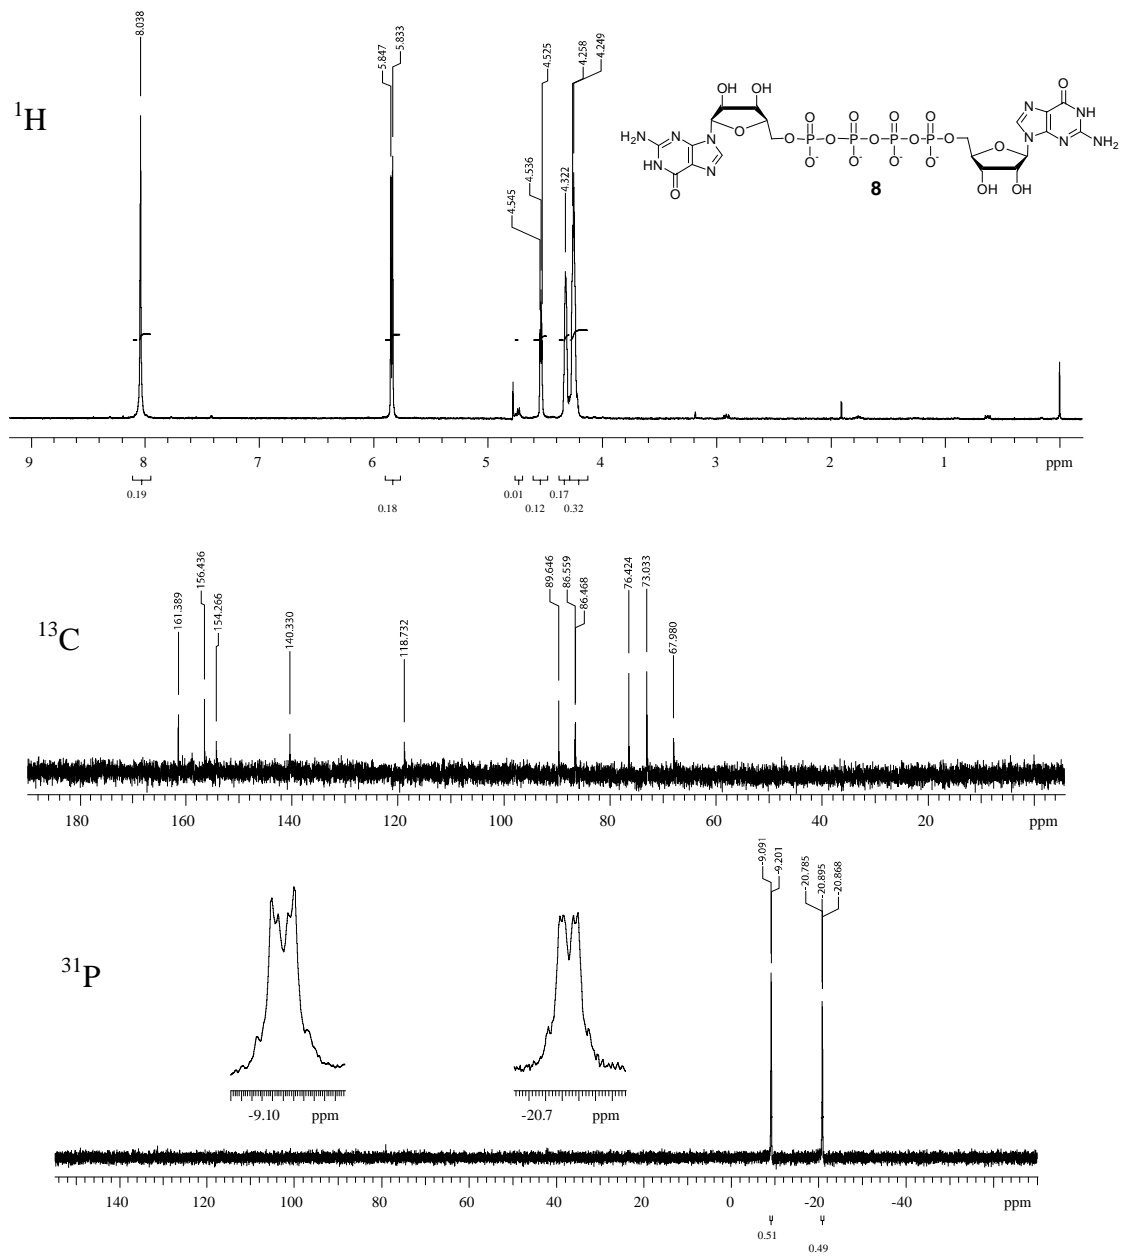 8.038
5.847
5.833
4.545
4.536
4.525
4.322
4.258
4.249
¹H
OH OH
O
H₂N N N
HN N
O
O P O P O P O P O
O O O O
O⁻ O⁻ O⁻ O⁻
O
N NH
N N NH₂
O
OH OH
8
9 8 7 6 5 4 3 2 1 ppm
0.19 0.18 0.01 0.12 0.17 0.32
161.389
156.436
154.266
140.330
118.732
89.646
86.559
86.468
76.424
73.033
67.980
¹³C
180 160 140 120 100 80 60 40 20 ppm
-9.091
-9.201
-20.785
-20.895
-20.868
³¹P
-9.10 ppm
-20.7 ppm
140 120 100 80 60 40 20 0 -20 -40 ppm
0.51 0.49